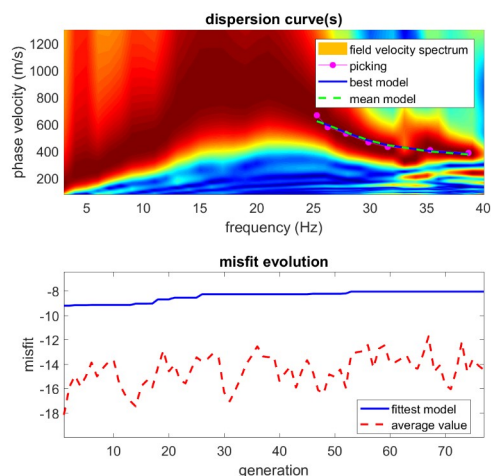 dispersion curve(s)
phase velocity (m/s)
1200
1000
800
600
400
200
field velocity spectrum
picking
best model
mean model
5 10 15 20 25 30 35 40
frequency (Hz)
misfit evolution
misfit
-8
-10
-12
-14
-16
-18
fittest model
average value
10 20 30 40 50 60 70
generation